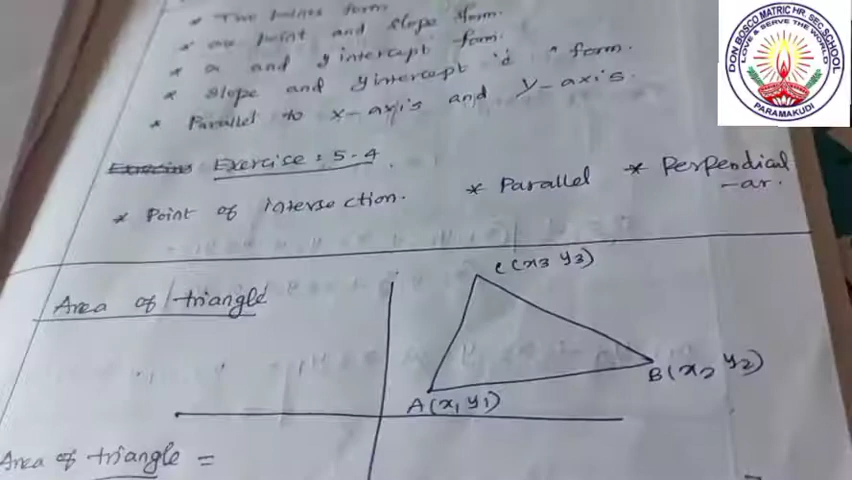 * Two points form
* one point and slope form.
* a and y intercept form.
* slope and y intercept 'c' form.
* Parallel to x-axis and y-axis.
Exercise : 5-4.
* Point of intersection. * Parallel * Perpendicul
-ar.
Area of triangle
C (x3 y3)
B (x2 y2)
A (x1 y1)
Area of triangle =
DON BOSCO MATRIC HR. SEC. SCHOOL
LOVE & SERVE THE WORLD
PARAMAKUDI